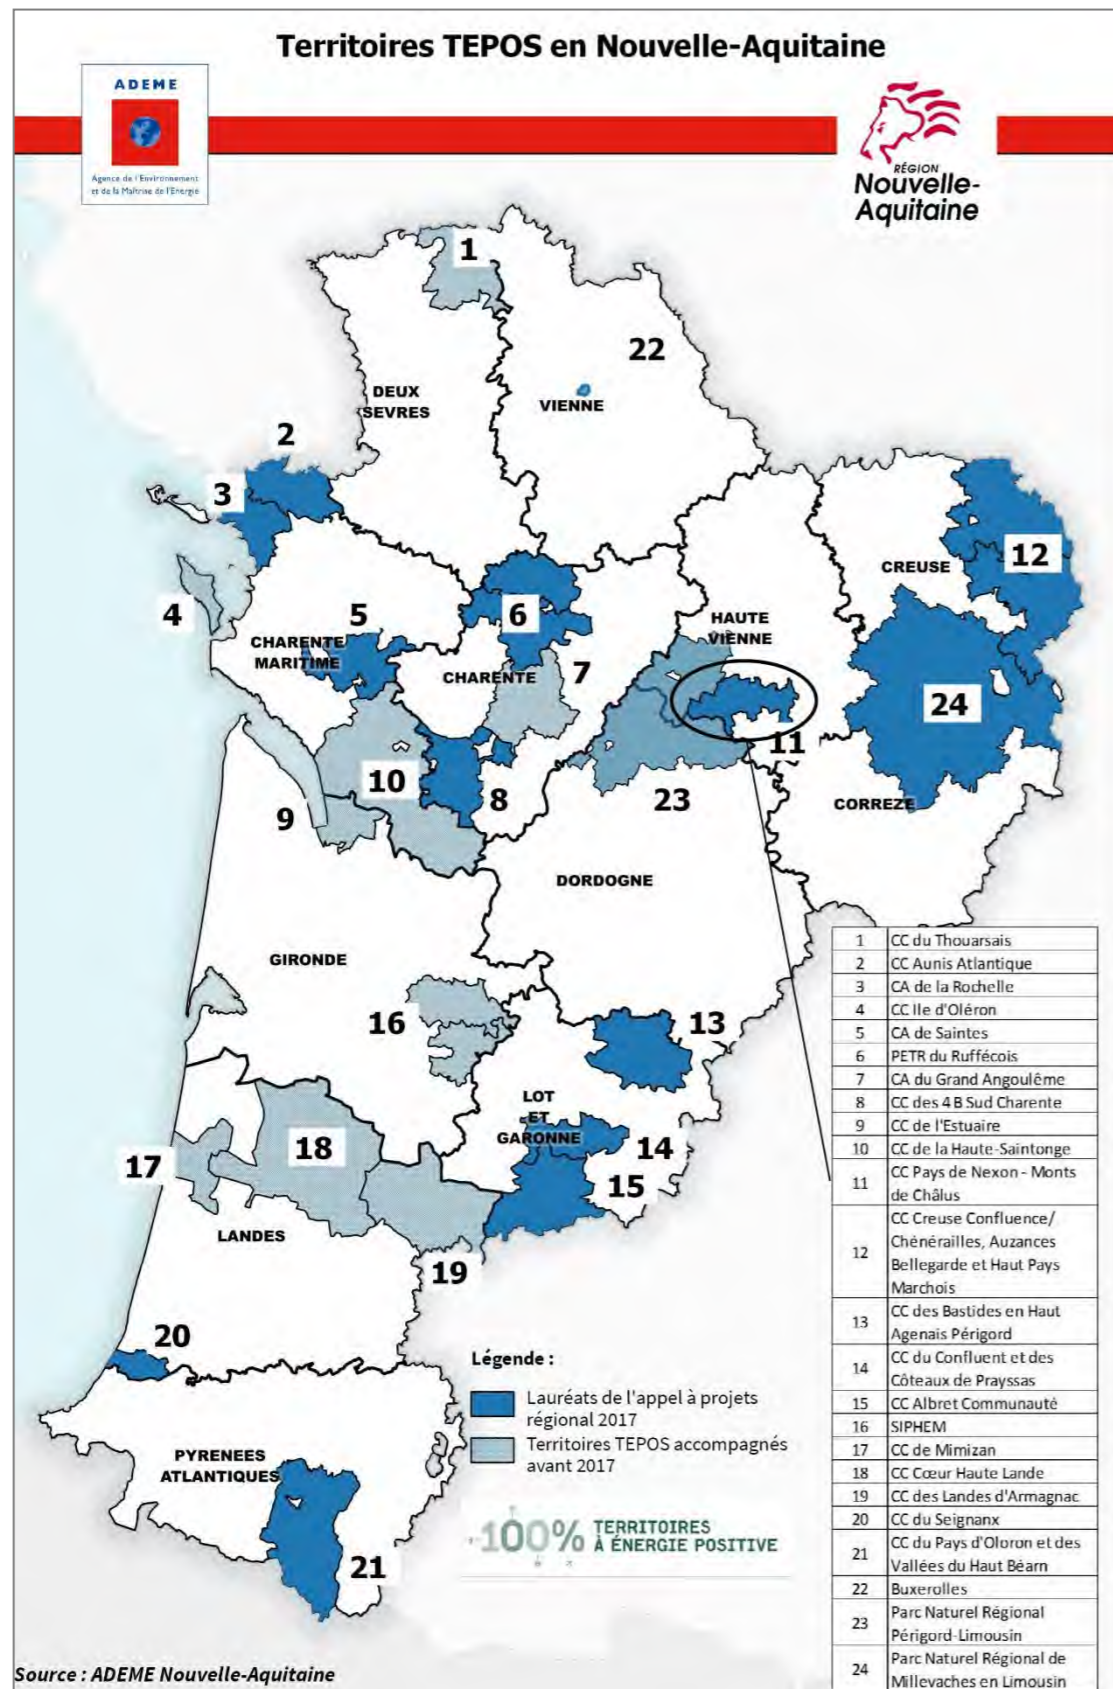 Territoires TEPOS en Nouvelle-Aquitaine
ADEME
Agence de l'Environnement
et de la Maîtrise de l'Energie
RÉGION
Nouvelle-
Aquitaine
1
22
DEUX
SEVRES
VIENNE
2
3
12
CREUSE
4
5
6
HAUTE
VIENNE
CHARENTE
MARITIME
CHARENTE
7
24
11
10
8
23
9
CORREZE
DORDOGNE
GIRONDE
16
13
LOT
ET
GARONNE
14
18
17
15
LANDES
19
20
PYRENEES
ATLANTIQUES
21
Légende :
Lauréats de l'appel à projets
régional 2017
Territoires TEPOS accompagnés
avant 2017
100% TERRITOIRES
À ÉNERGIE POSITIVE
1 CC du Thouarsais
2 CC Aunis Atlantique
3 CA de la Rochelle
4 CC Ile d'Oléron
5 CA de Saintes
6 PETR du Ruffécois
7 CA du Grand Angoulême
8 CC des 4 B Sud Charente
9 CC de l'Estuaire
10 CC de la Haute-Saintonge
11 CC Pays de Nexon - Monts
de Châlus
12 CC Creuse Confluence/
Chénérailles, Auzances
Bellegarde et Haut Pays
Marchois
13 CC des Bastides en Haut
Agenais Périgord
14 CC du Confluent et des
Côteaux de Prayssas
15 CC Albret Communauté
16 SIPHEM
17 CC de Mimizan
18 CC Cœur Haute Lande
19 CC des Landes d'Armagnac
20 CC du Seignanx
21 CC du Pays d'Oloron et des
Vallées du Haut Béarn
22 Buxerolles
23 Parc Naturel Régional
Périgord-Limousin
24 Parc Naturel Régional de
Millevaches en Limousin
Source : ADEME Nouvelle-Aquitaine